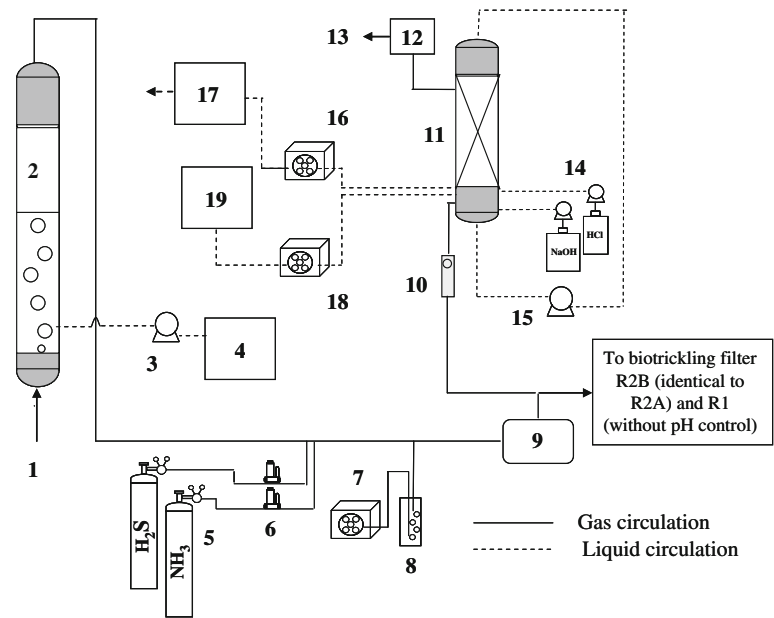 13
12
17
16
11
2
14
19
HCl
NaOH
10
18
15
3
4
To biotrickling filter
R2B (identical to
R2A) and R1
(without pH control)
9
1
7
H₂S
NH₃
5
6
8
Gas circulation
Liquid circulation